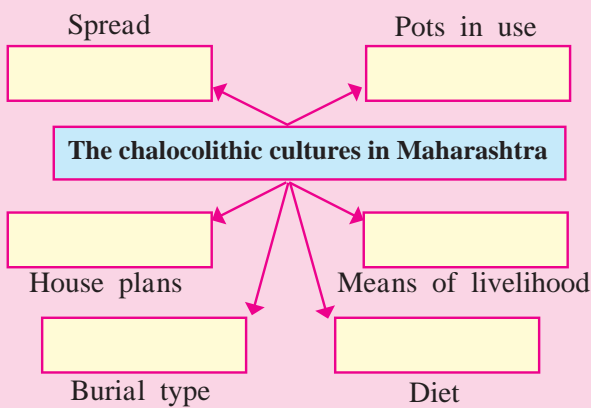 Spread
Pots in use
The chalocolithic cultures in Maharashtra
House plans
Means of livelihood
Burial type
Diet